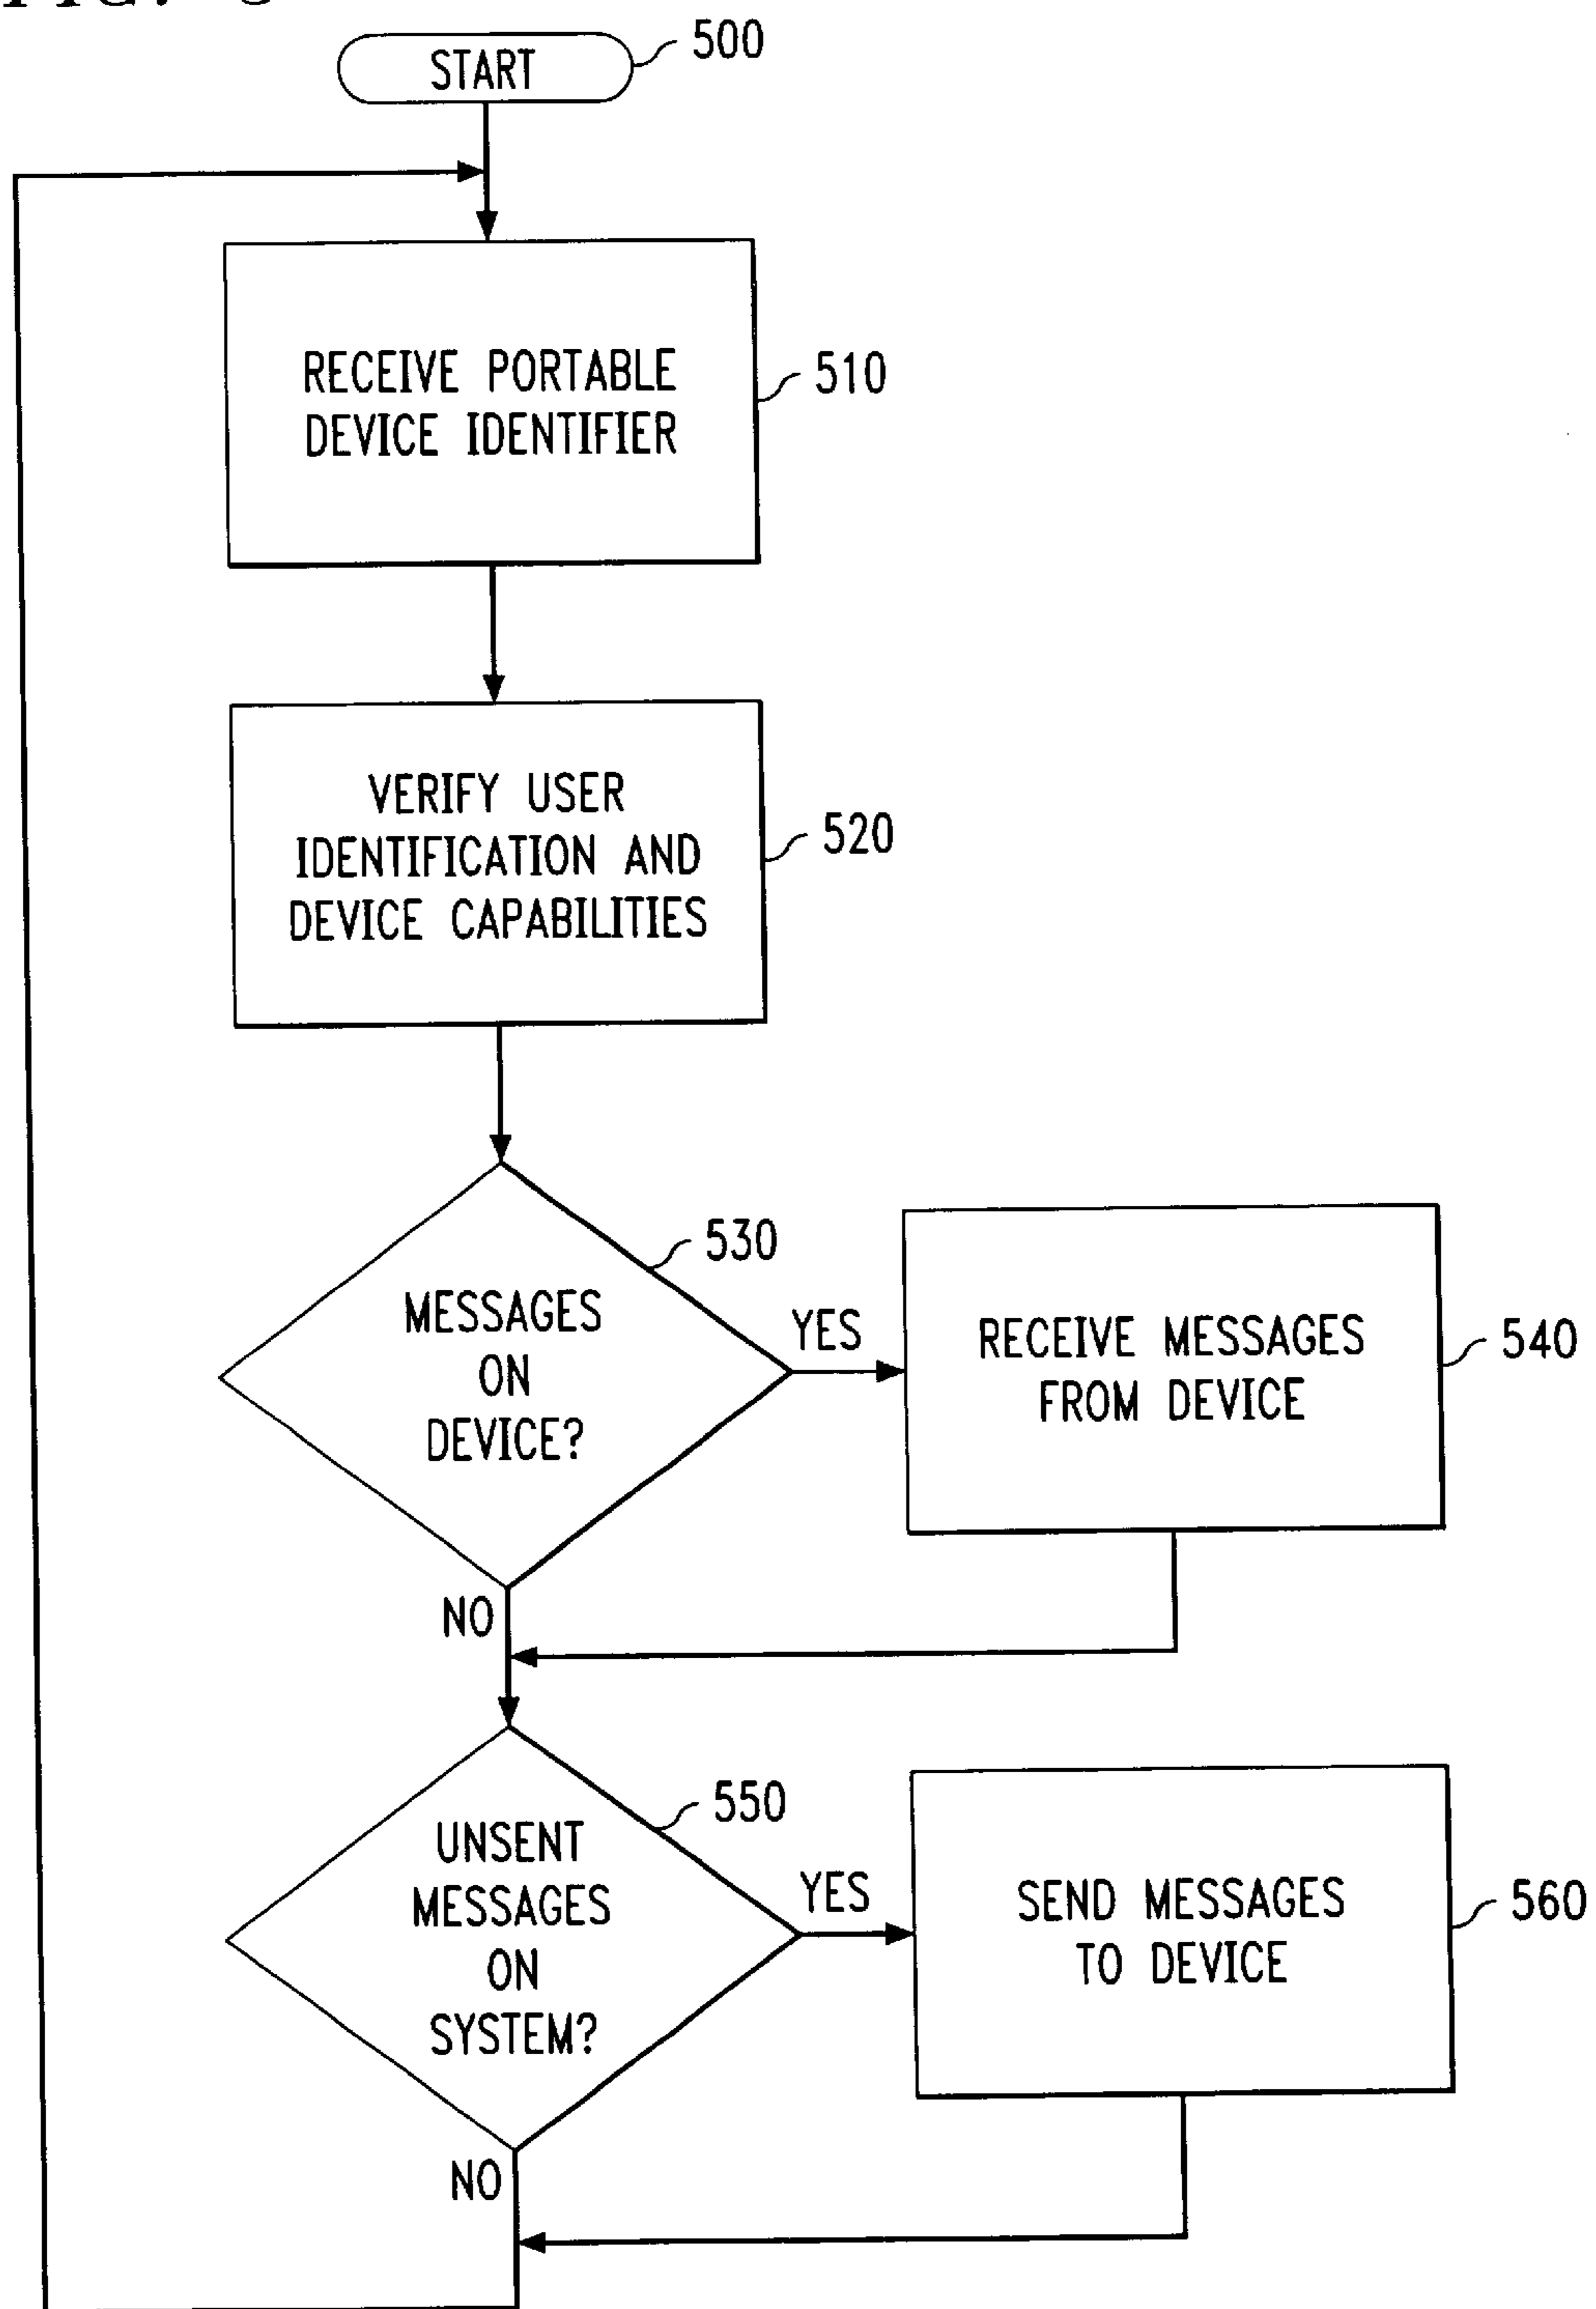 FIG.
START
500
RECEIVE PORTABLE
DEVICE IDENTIFIER
510
VERIFY USER
IDENTIFICATION AND
DEVICE CAPABILITIES
520
530
MESSAGES
ON
DEVICE?
YES
RECEIVE MESSAGES
FROM DEVICE
540
NO
550
UNSENT
MESSAGES
ON
SYSTEM?
YES
SEND MESSAGES
TO DEVICE
560
NO